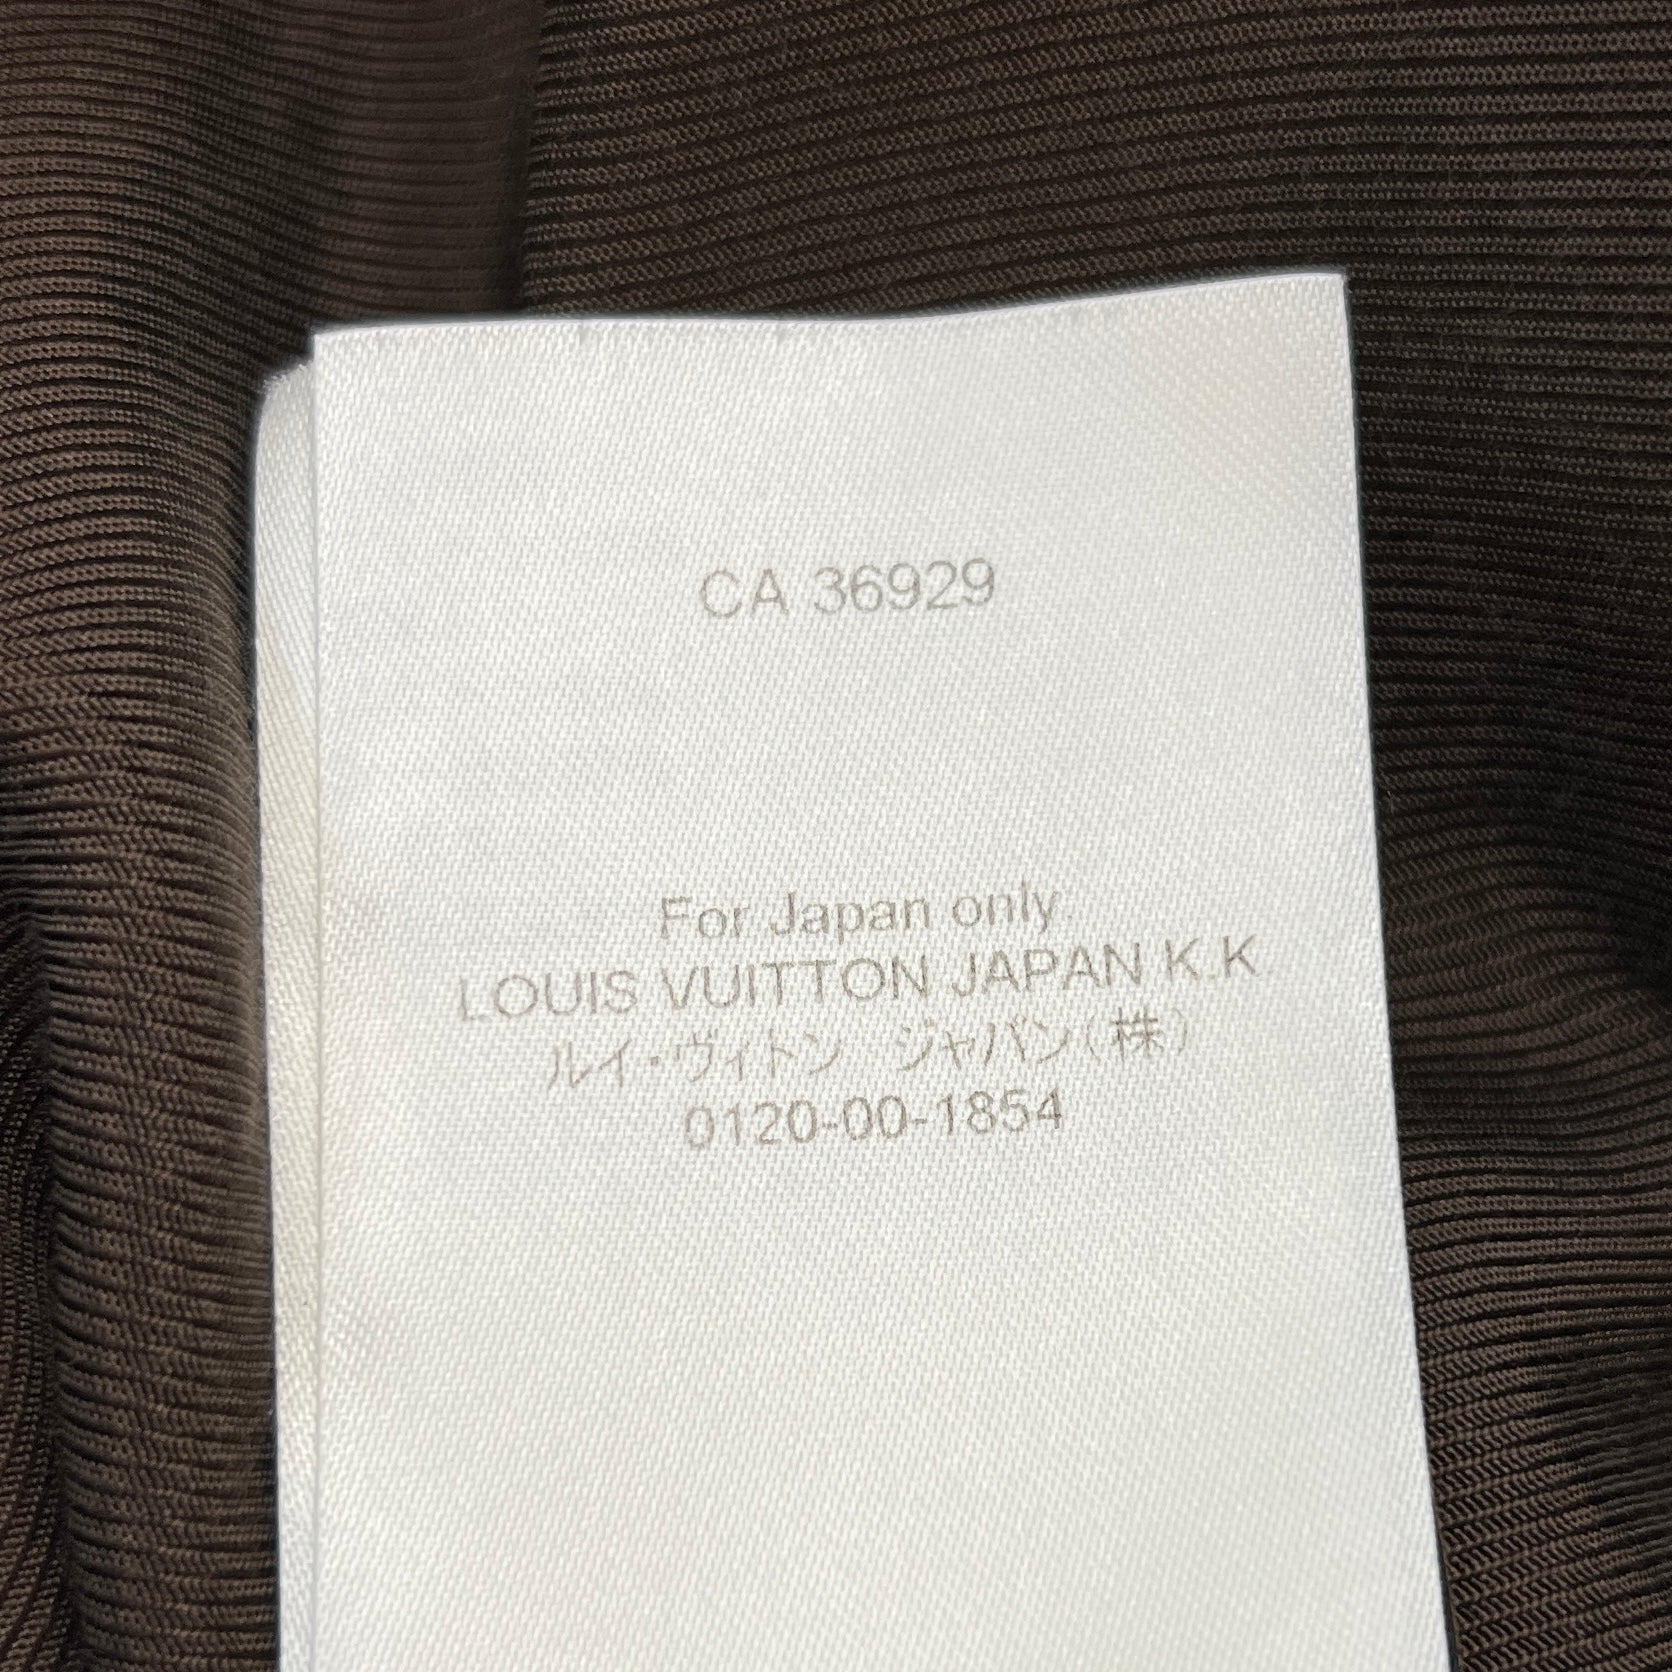 CA 36929
For Japan only
LOUIS VUITTON JAPAN K.K
ルイ・ヴィトン ジャパン(株)
0120-00-1854